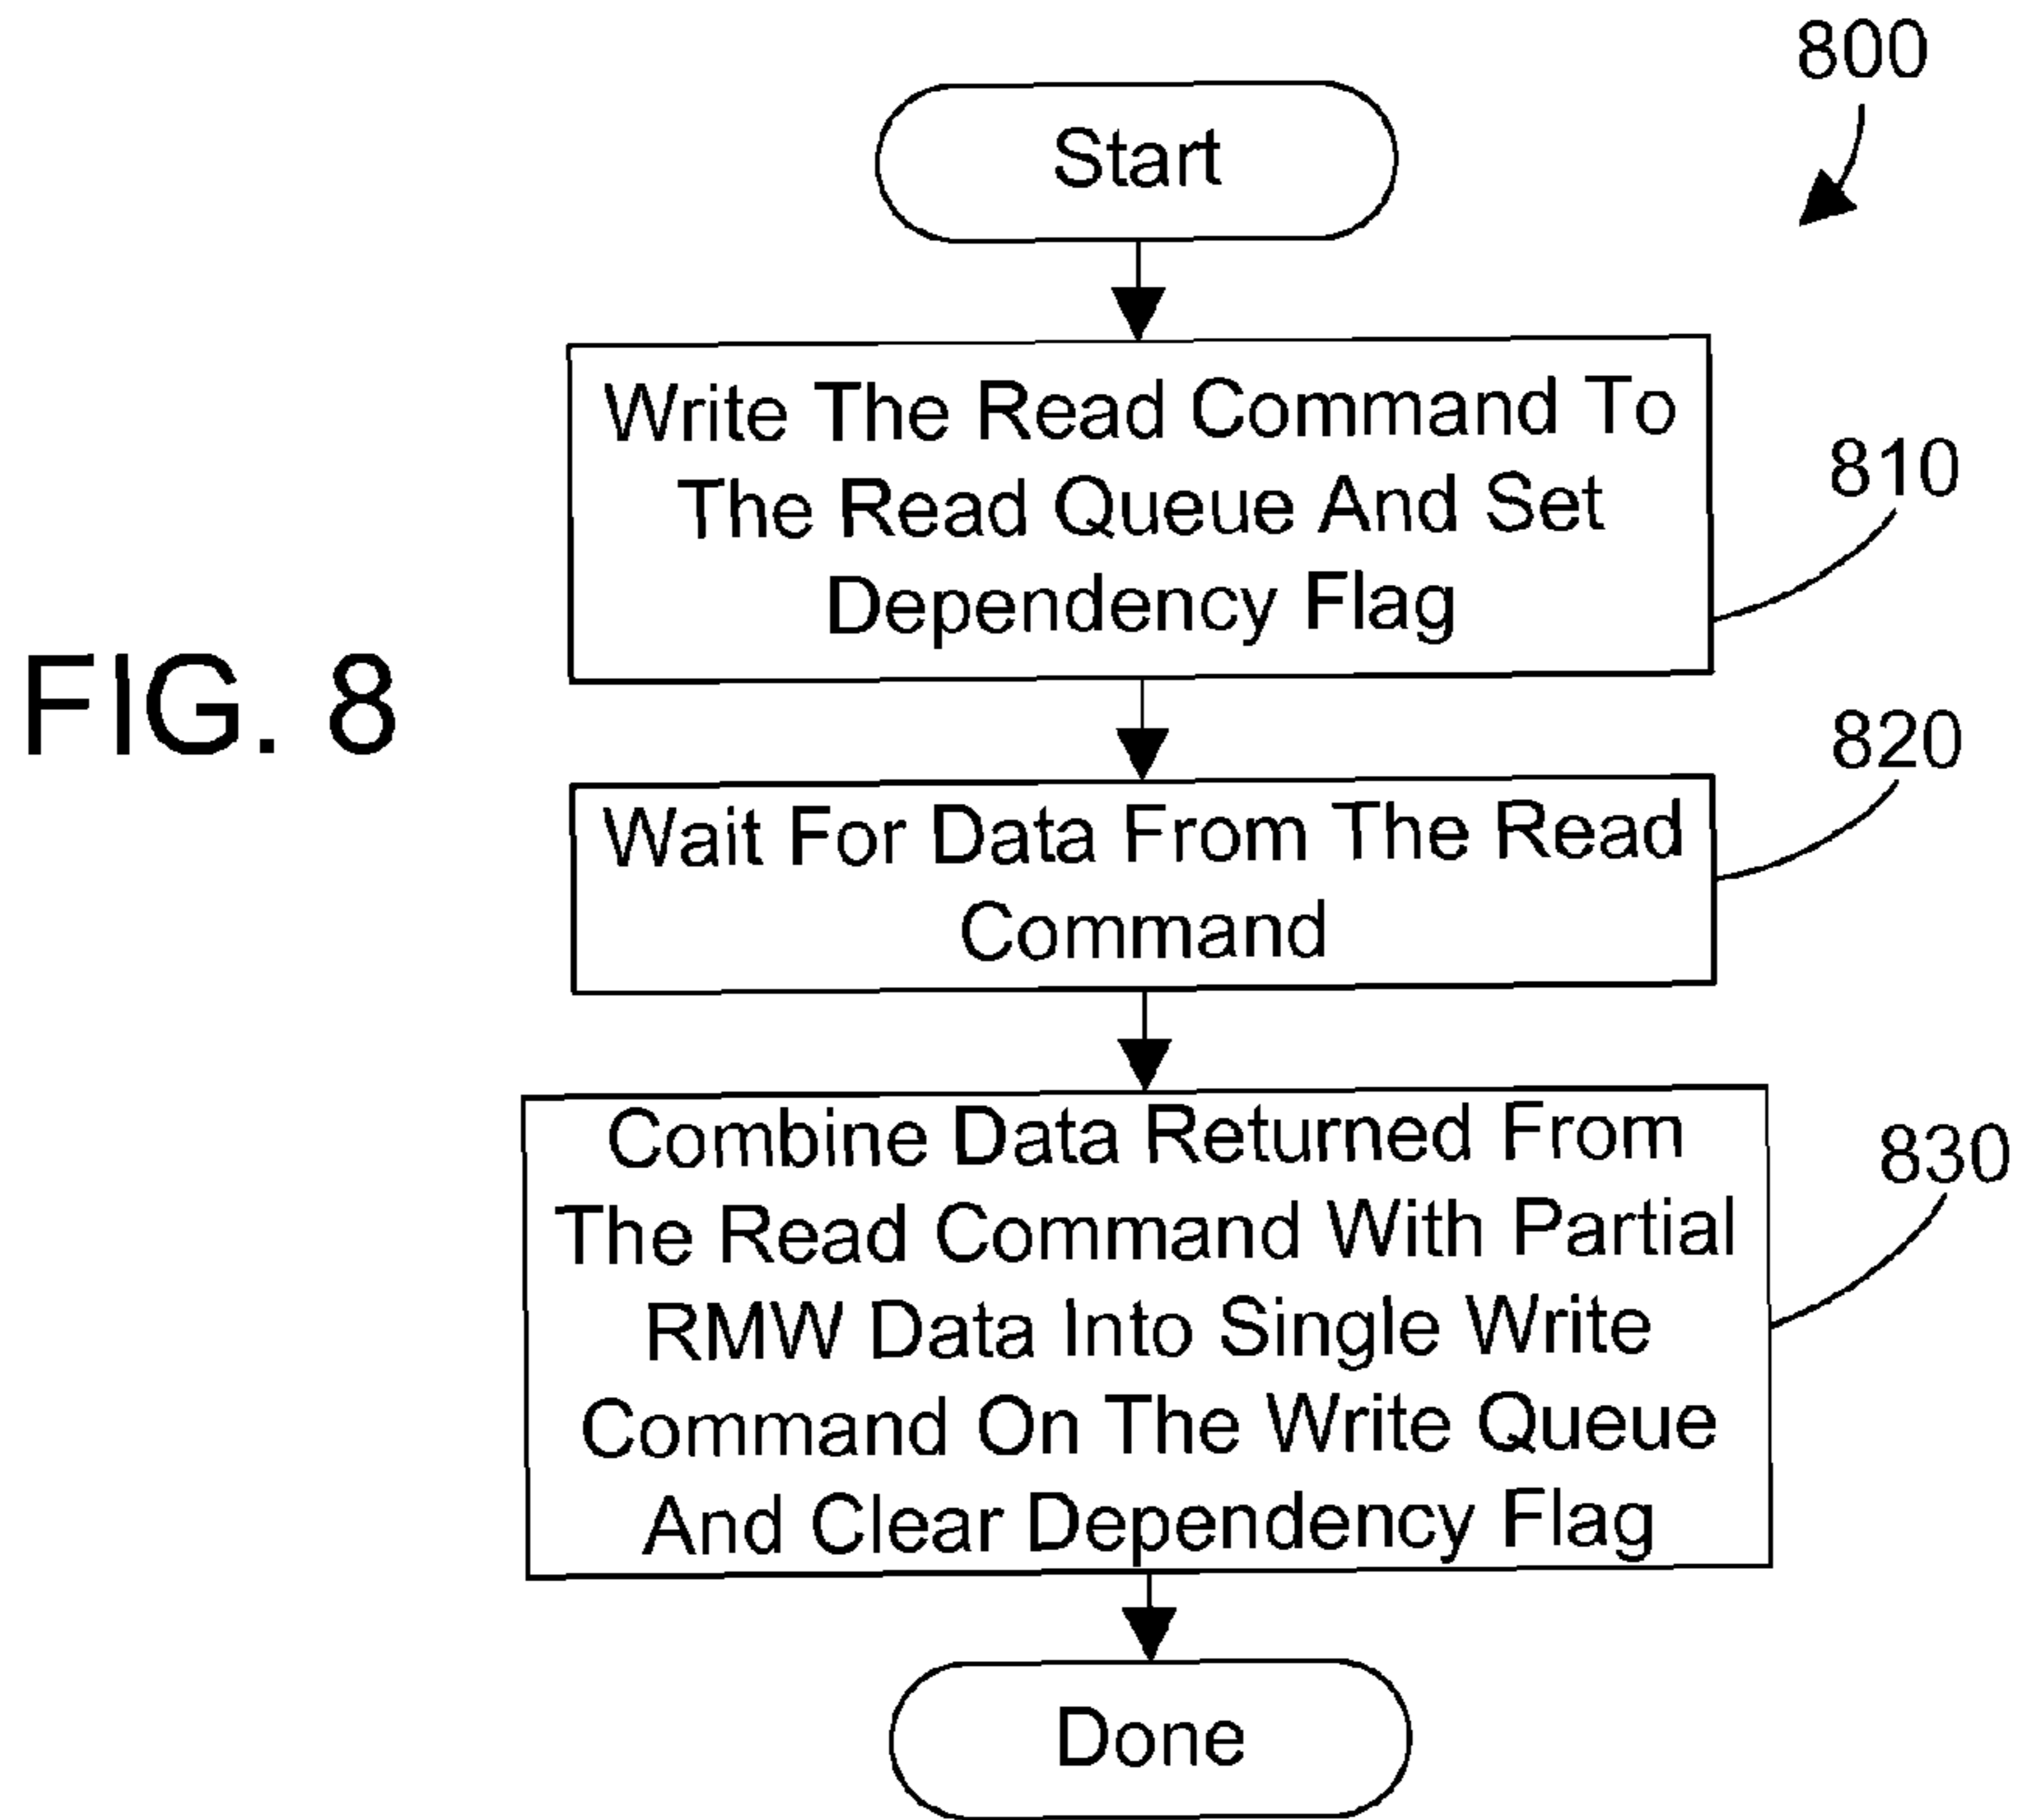 800
Start
Write The Read Command To
The Read Queue And Set
Dependency Flag
810
FIG. 8
820
Wait For Data From The Read
Command
Combine Data Returned From
The Read Command With Partial
RMW Data Into Single Write
Command On The Write Queue
And Clear Dependency Flag
830
Done